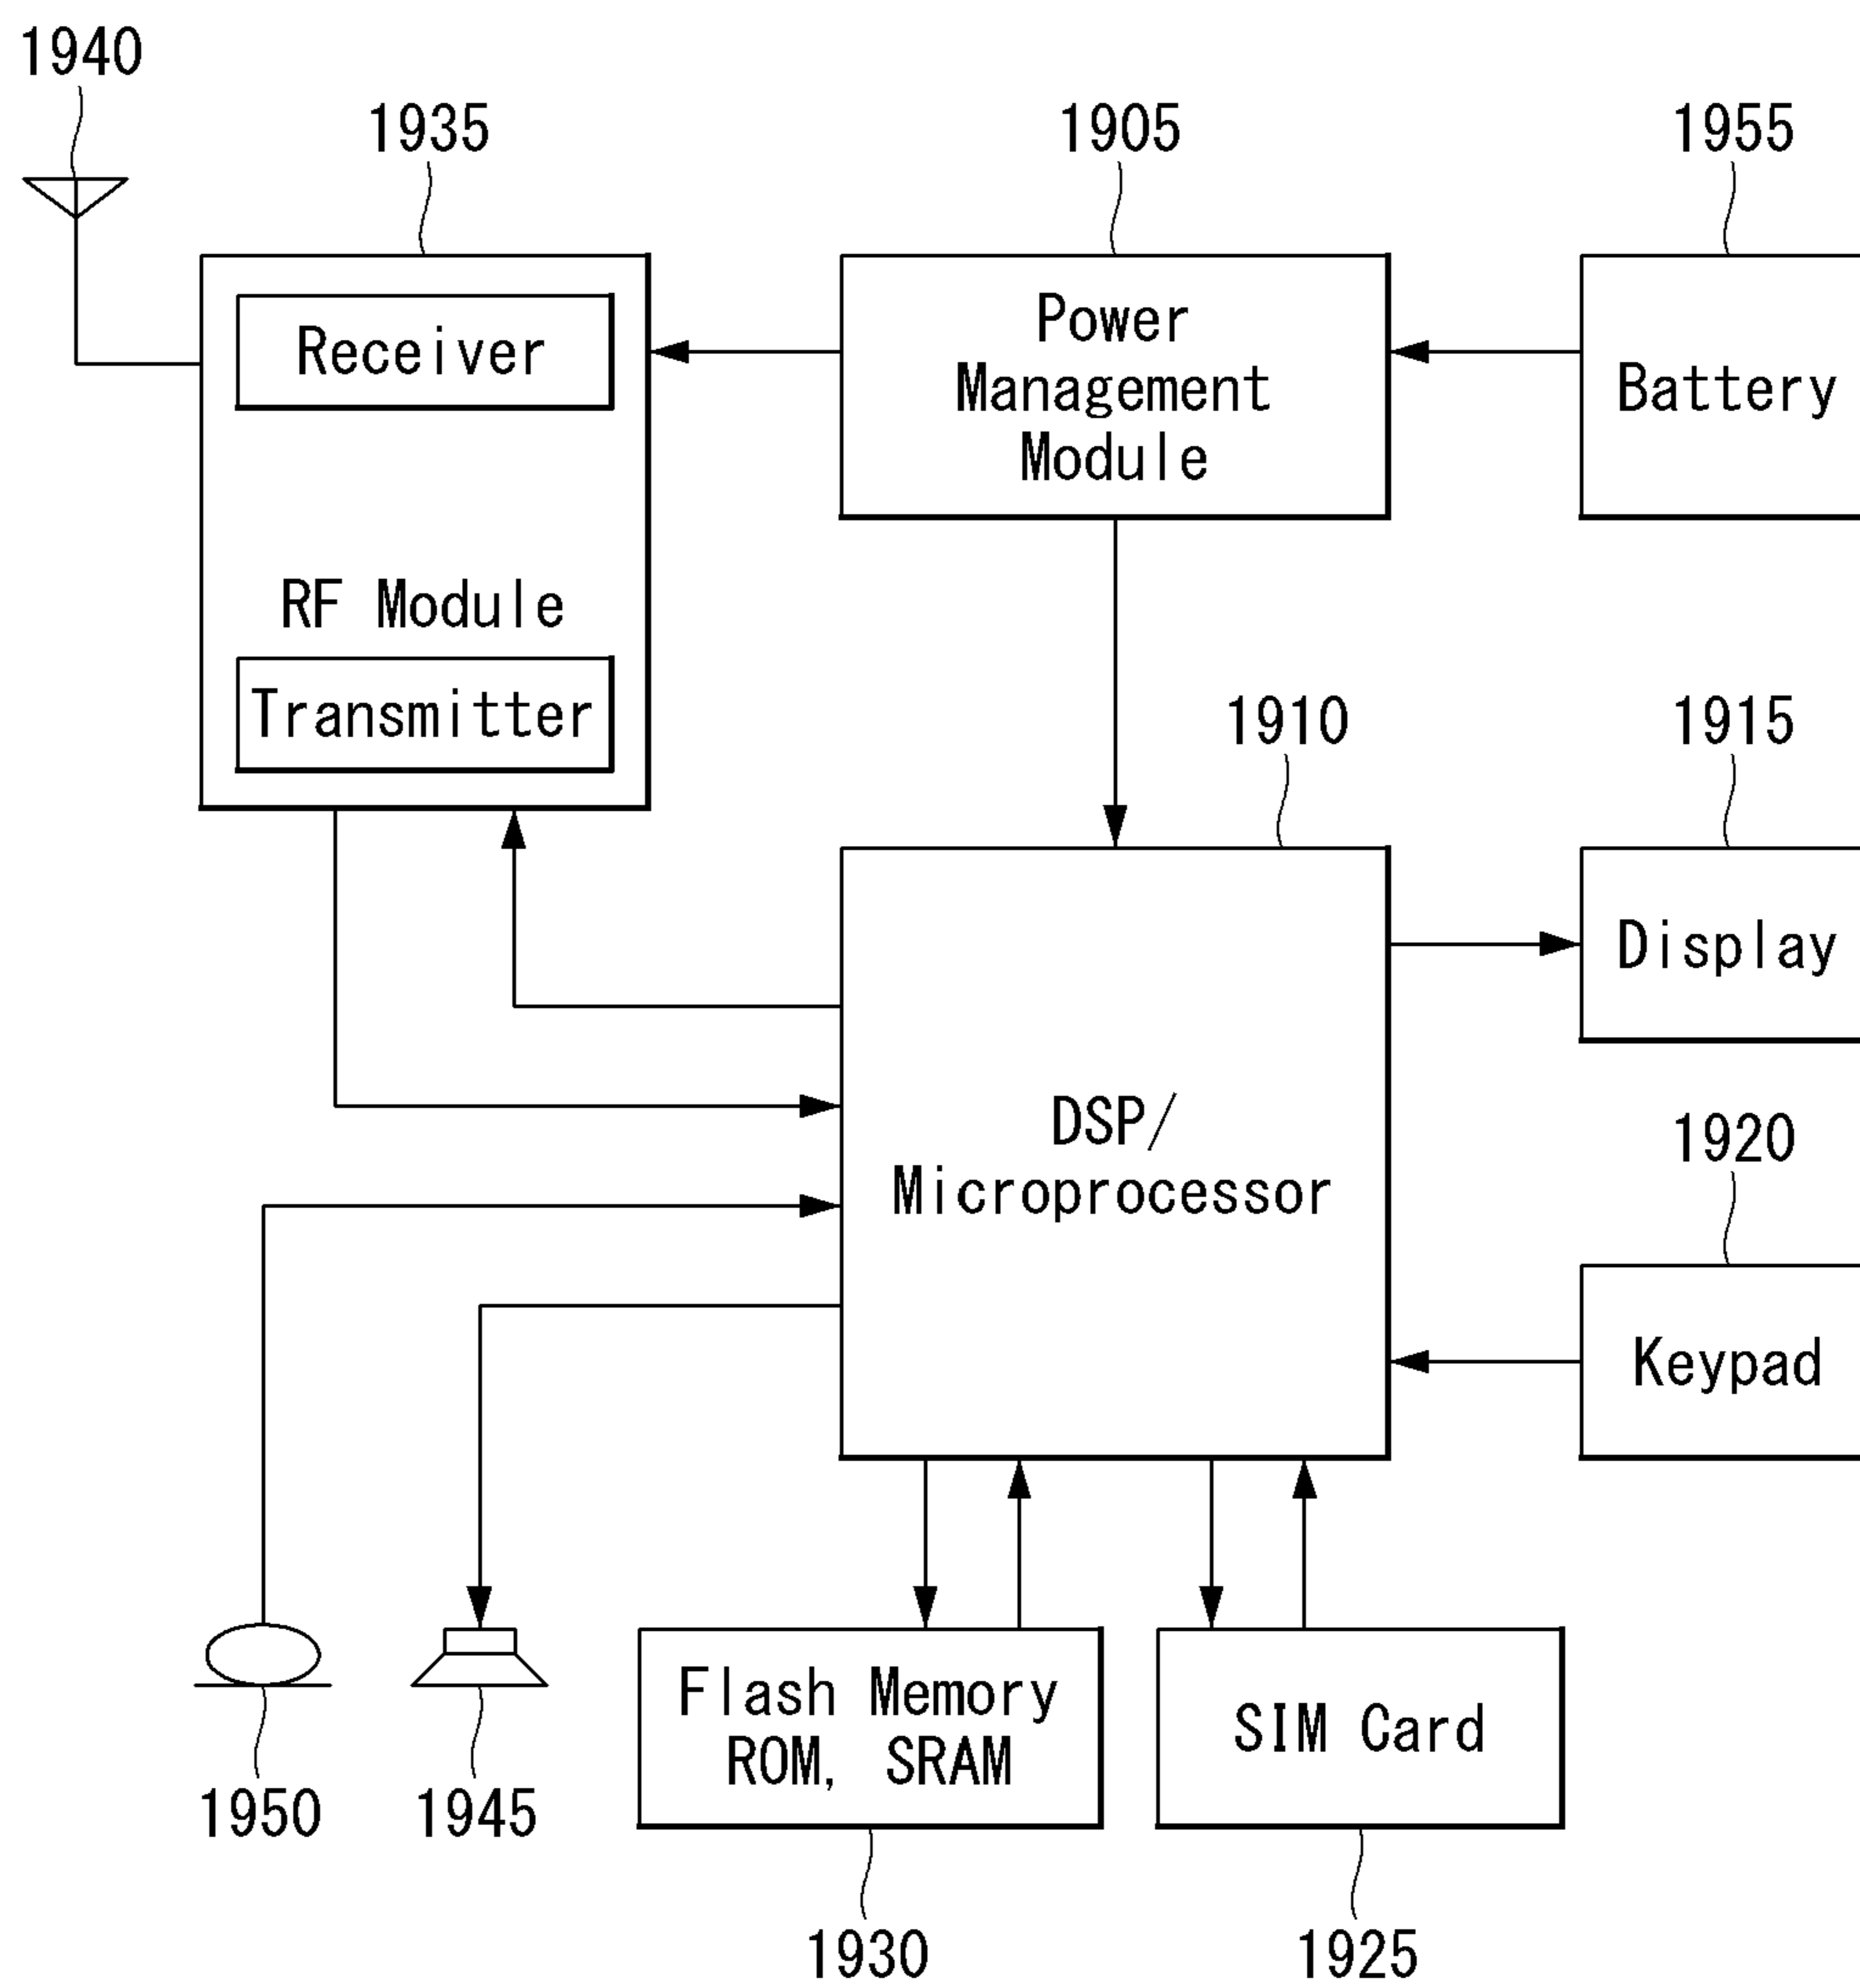 1940
1935
1905
1955
Receiver
Power
Management
Module
Battery
RF Module
Transmitter
1910
1915
Display
DSP/
Microprocessor
1920
Keypad
Flash Memory
ROM, SRAM
SIM Card
1950
1945
1930
1925